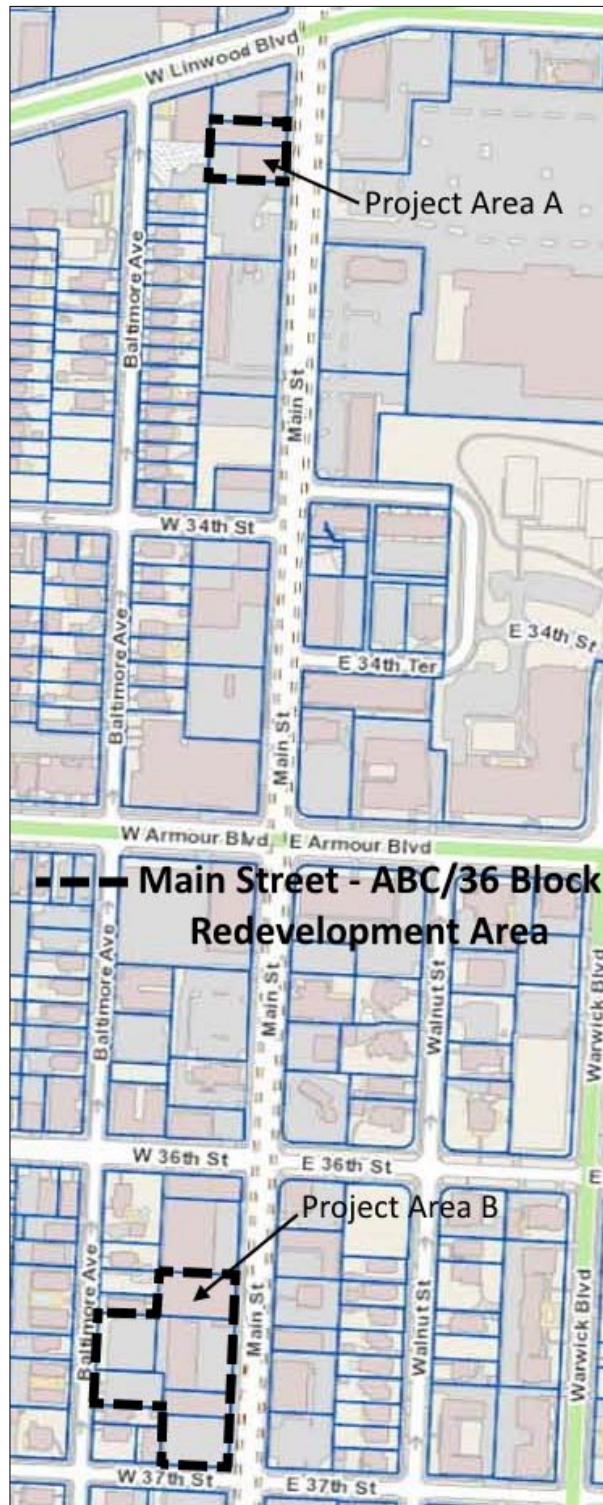 W Linwood Blvd
Project Area A
Baltimore Ave
Main St
W 34th St
E 34th St
E 34th Ter
Baltimore Ave
Main St
W Armour Blvd
E Armour Blvd
Main Street - ABC/36 Block
Redevelopment Area
Baltimore Ave
Main St
Walnut St
Warwick Blvd
W 36th St
E 36th St
E
Project Area B
Baltimore Ave
Main St
Walnut St
Warwick Blvd
W 37th St
E 37th St